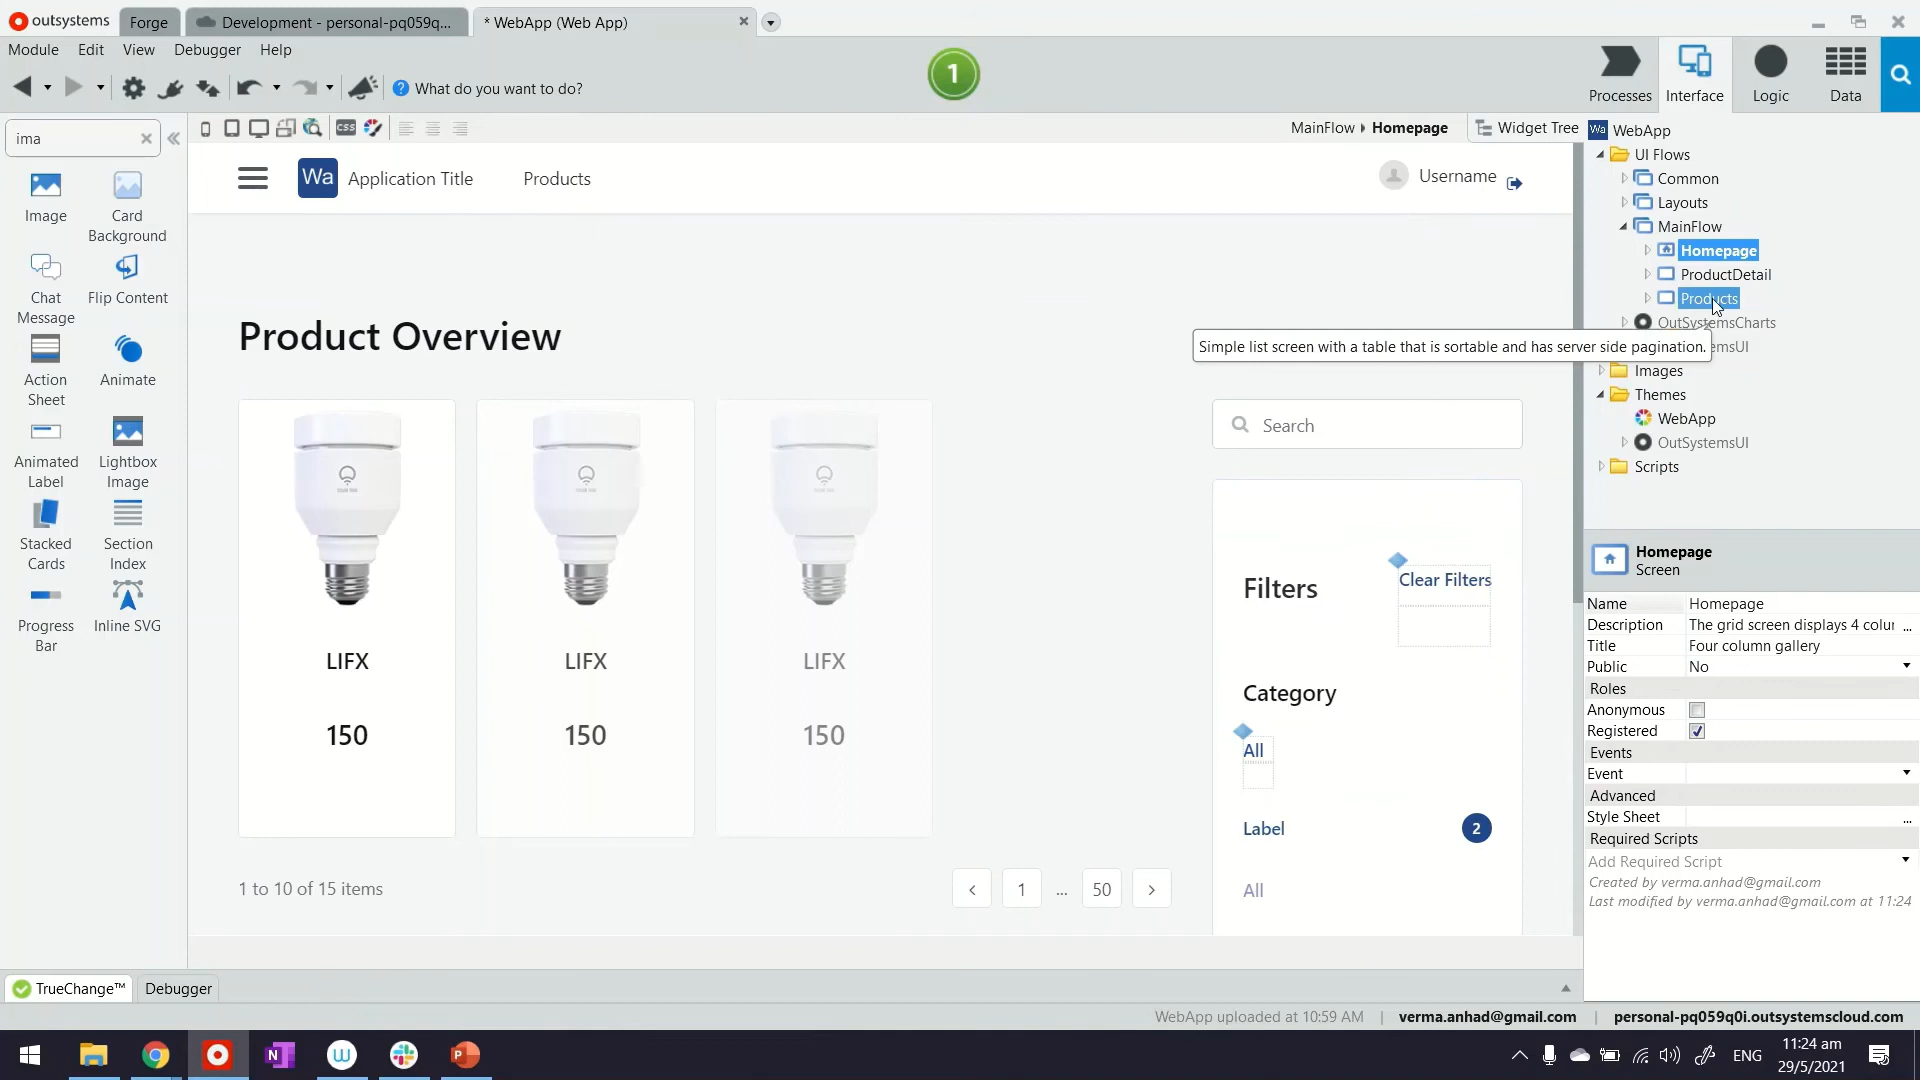 outsystems
Forge
Development - personal-pq059q...
* WebApp (Web App)
Module
Edit
View
Debugger
Help
1
What do you want to do?
Processes
Interface
Logic
Data
ima
css
MainFlow
Homepage
Widget Tree
Image
Card Background
Chat Message
Flip Content
Action Sheet
Animate
Animated Label
Lightbox Image
Stacked Cards
Section Index
Progress Bar
Inline SVG
Wa
Application Title
Products
Username
Product Overview
LIFX
150
LIFX
150
LIFX
150
1 to 10 of 15 items
1
...
50
Search
Filters
Clear Filters
Category
All
Label
2
All
Wa
WebApp
UI Flows
Common
Layouts
MainFlow
Homepage
ProductDetail
Products
OutSystemsCharts
Simple list screen with a table that is sortable and has server side pagination.
emsUI
Images
Themes
WebApp
OutSystemsUI
Scripts
Homepage
Screen
Name Homepage
Description The grid screen displays 4 colur ...
Title Four column gallery
Public No
Roles
Anonymous
Registered
Events
Event
Advanced
Style Sheet ...
Required Scripts
Add Required Script
Created by verma.anhad@gmail.com
Last modified by verma.anhad@gmail.com at 11:24
TrueChange™
Debugger
WebApp uploaded at 10:59 AM | verma.anhad@gmail.com | personal-pq059q0i.outsystemscloud.com
ENG
11:24 am
29/5/2021